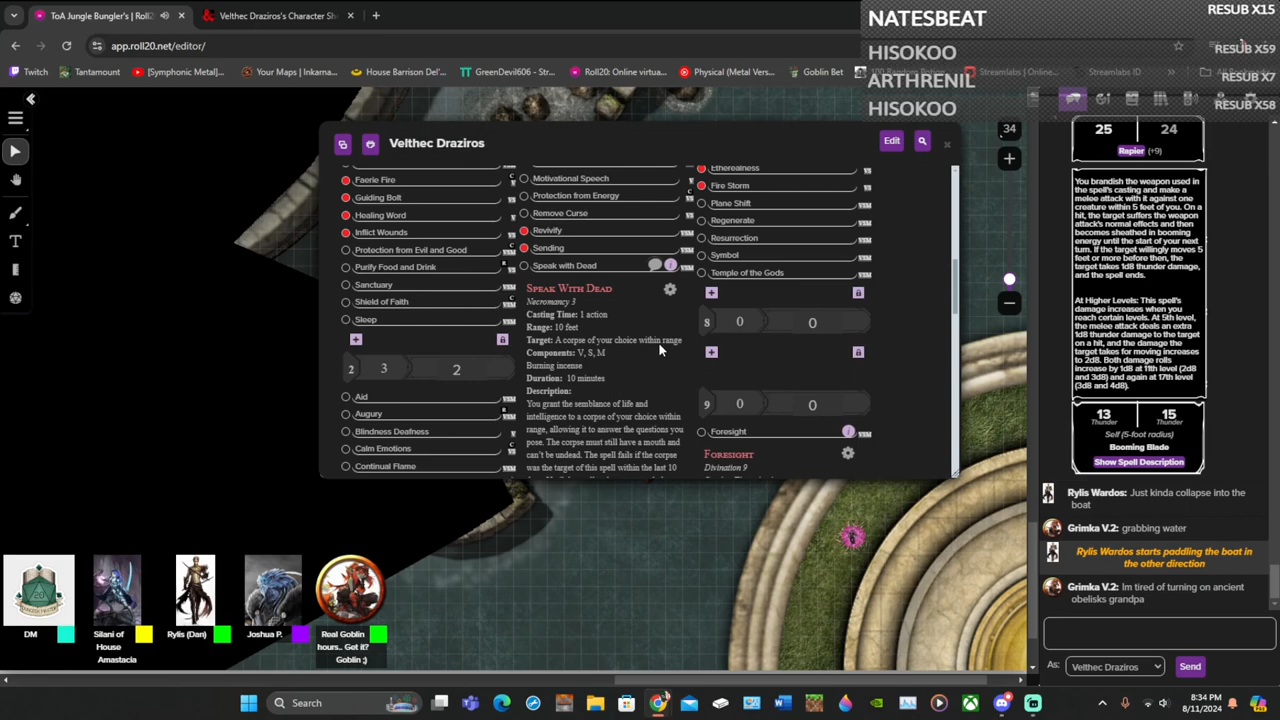 ToA Jungle Bungler's | Roll2
Velthec Draziros's Character Sh
app.roll20.net/editor/
Twitch
Tantamount
[Symphonic Metal]...
Your Maps | Inkarna...
House Barrison Del'...
GreenDevil606 - Str...
Roll20: Online virtua...
Physical (Metal Vers...
Goblin Bet
Streamlabs | Online...
Streamlabs ID
NATESBEAT
RESUB X15
HISOKOO
RESUB X59
ARTHRENIL
RESUB X7
HISOKOO
RESUB X58
Velthec Draziros
Edit
34
Faerie Fire
Guiding Bolt
Healing Word
Inflict Wounds
Protection from Evil and Good
Purify Food and Drink
Sanctuary
Shield of Faith
Sleep
2 3 2
Aid
Augury
Blindness Deafness
Calm Emotions
Continual Flame
Motivational Speech
Protection from Energy
Remove Curse
Revivify
Sending
Speak with Dead
SPEAK WITH DEAD
Necromancy 3
Casting Time: 1 action
Range: 10 feet
Target: A corpse of your choice within range
Components: V, S, M
Burning incense
Duration: 10 minutes
Description:
You grant the semblance of life and
intelligence to a corpse of your choice within
range, allowing it to answer the questions you
pose. The corpse must still have a mouth and
can't be undead. The spell fails if the corpse
was the target of this spell within the last 10
Etherealness
Fire Storm
Plane Shift
Regenerate
Resurrection
Symbol
Temple of the Gods
8 0 0
9 0 0
Foresight
FORESIGHT
Divination 9
25 24
Rapier (+9)
You brandish the weapon used in
the spell's casting and make a
melee attack with it against one
creature within 5 feet of you. On a
hit, the target suffers the weapon
attack's normal effects and then
becomes sheathed in booming
energy until the start of your next
turn. If the target willingly moves 5
feet or more before then, the
target takes 1d8 thunder damage,
and the spell ends.
At Higher Levels: This spell's
damage increases when you
reach certain levels. At 5th level,
the melee attack deals an extra
1d8 thunder damage to the target
on a hit, and the damage the
target takes for moving increases
to 2d8. Both damage rolls
increase by 1d8 at 11th level (2d8
and 3d8) and again at 17th level
(3d8 and 4d8).
13 15
Thunder Thunder
Self (5-foot radius)
Booming Blade
Show Spell Description
Rylis Wardos: Just kinda collapse into the
boat
Grimka V.2: grabbing water
Rylis Wardos starts paddling the boat in
the other direction
Grimka V.2: Im tired of turning on ancient
obelisks grandpa
As: Velthec Draziros
Send
DM
Silani of
House
Amastacia
Rylis (Dan)
Joshua P.
Real Goblin
hours.. Get it?
Goblin ;)
Search
8:34 PM
8/11/2024